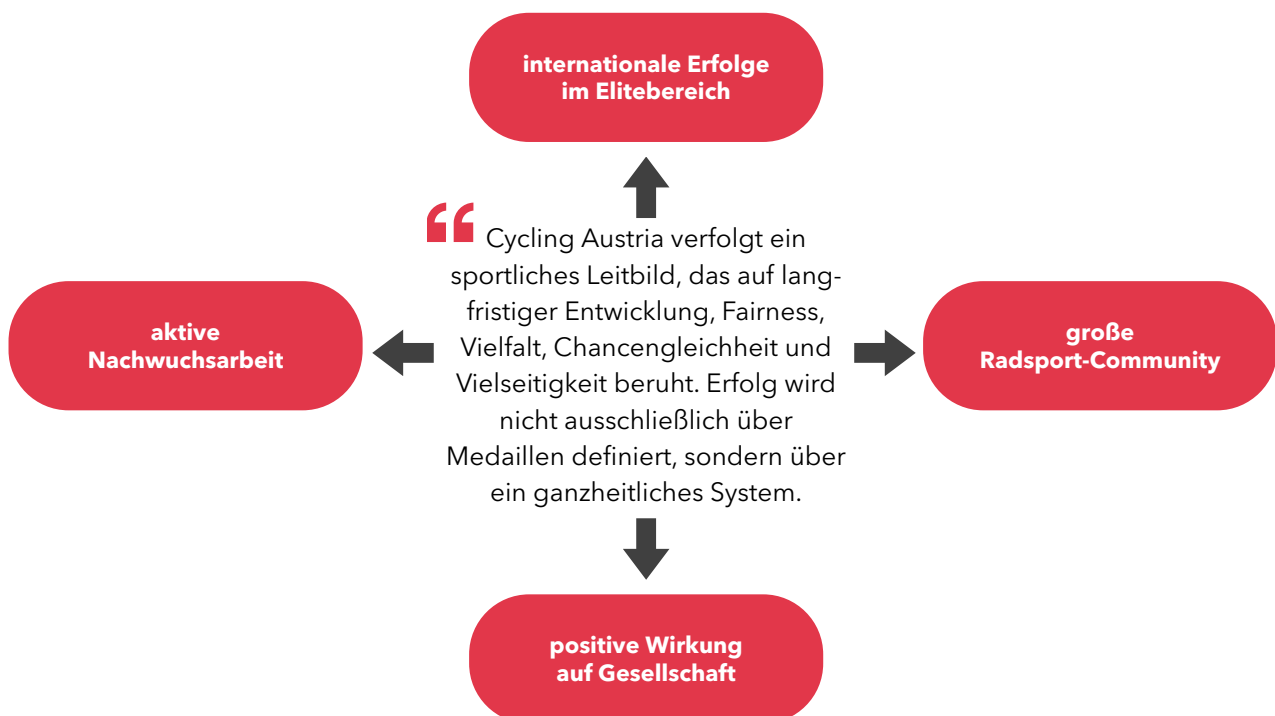 internationale Erfolge
im Elitebereich
“ Cycling Austria verfolgt ein
sportliches Leitbild, das auf lang-
fristiger Entwicklung, Fairness,
Vielfalt, Chancengleichheit und
Vielseitigkeit beruht. Erfolg wird
nicht ausschließlich über
Medaillen definiert, sondern über
ein ganzheitliches System.
aktive
Nachwuchsarbeit
große
Radsport-Community
positive Wirkung
auf Gesellschaft